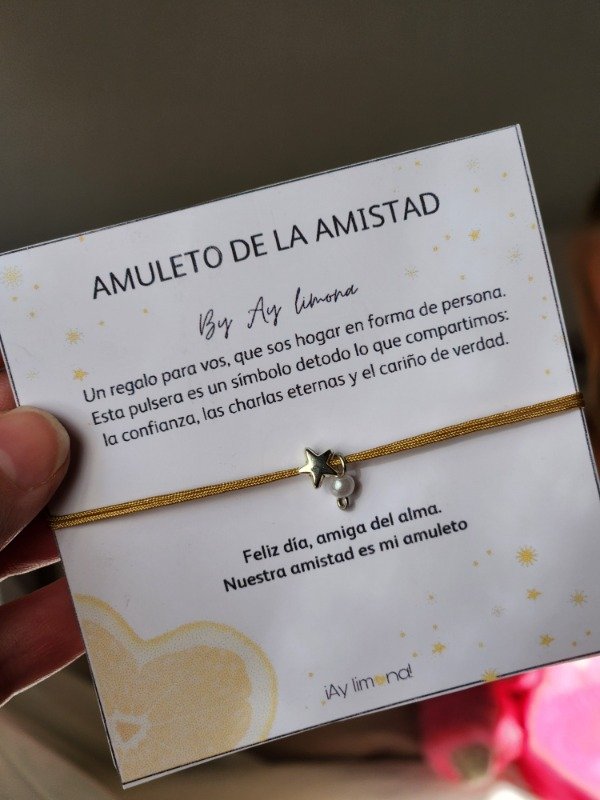 AMULETO DE LA AMISTAD
By Ay limona
Un regalo para vos, que sos hogar en forma de persona.
Esta pulsera es un símbolo detodo lo que compartimos:
la confianza, las charlas eternas y el cariño de verdad.
Feliz día, amiga del alma.
Nuestra amistad es mi amuleto
¡Ay limona!